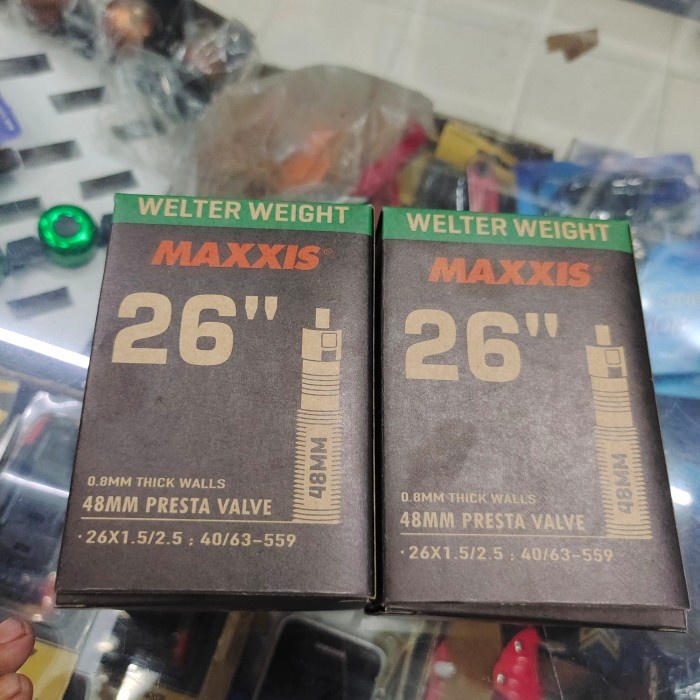 WELTER WEIGHT
MAXXIS
26"
48MM
0.8MM THICK WALLS
48MM PRESTA VALVE
·26X1.5/2.5 ; 40/63-559
WELTER WEIGHT
MAXXIS
26"
48MM
0.8MM THICK WALLS
48MM PRESTA VALVE
·26X1.5/2.5 ; 40/63-559